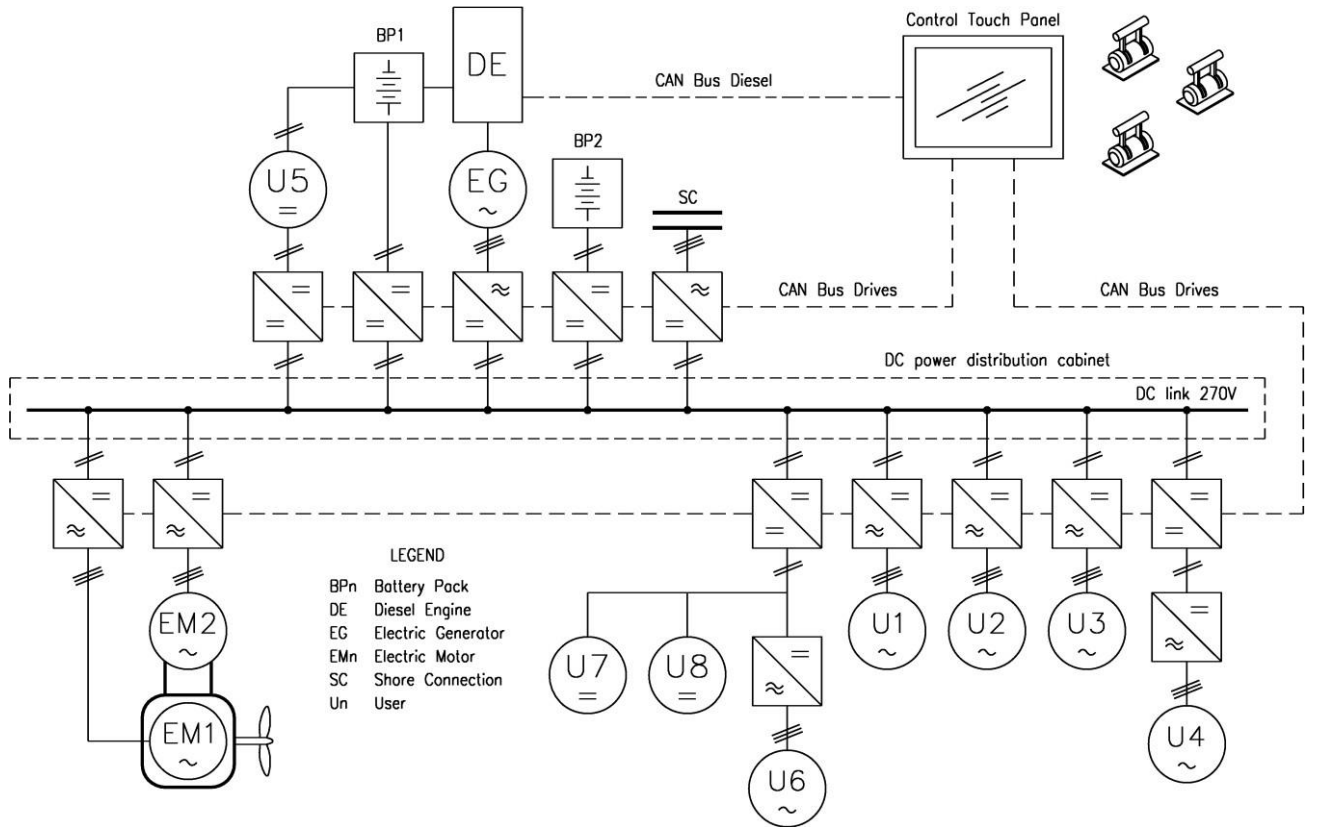 Control Touch Panel
BP1
DE
CAN Bus Diesel
BP2
U5
EG
SC
CAN Bus Drives
CAN Bus Drives
DC power distribution cabinet
DC link 270V
LEGEND
BPn Battery Pack
DE Diesel Engine
EG Electric Generator
EMn Electric Motor
SC Shore Connection
Un User
EM2
U1
U2
U3
U7
U8
EM1
U4
U6